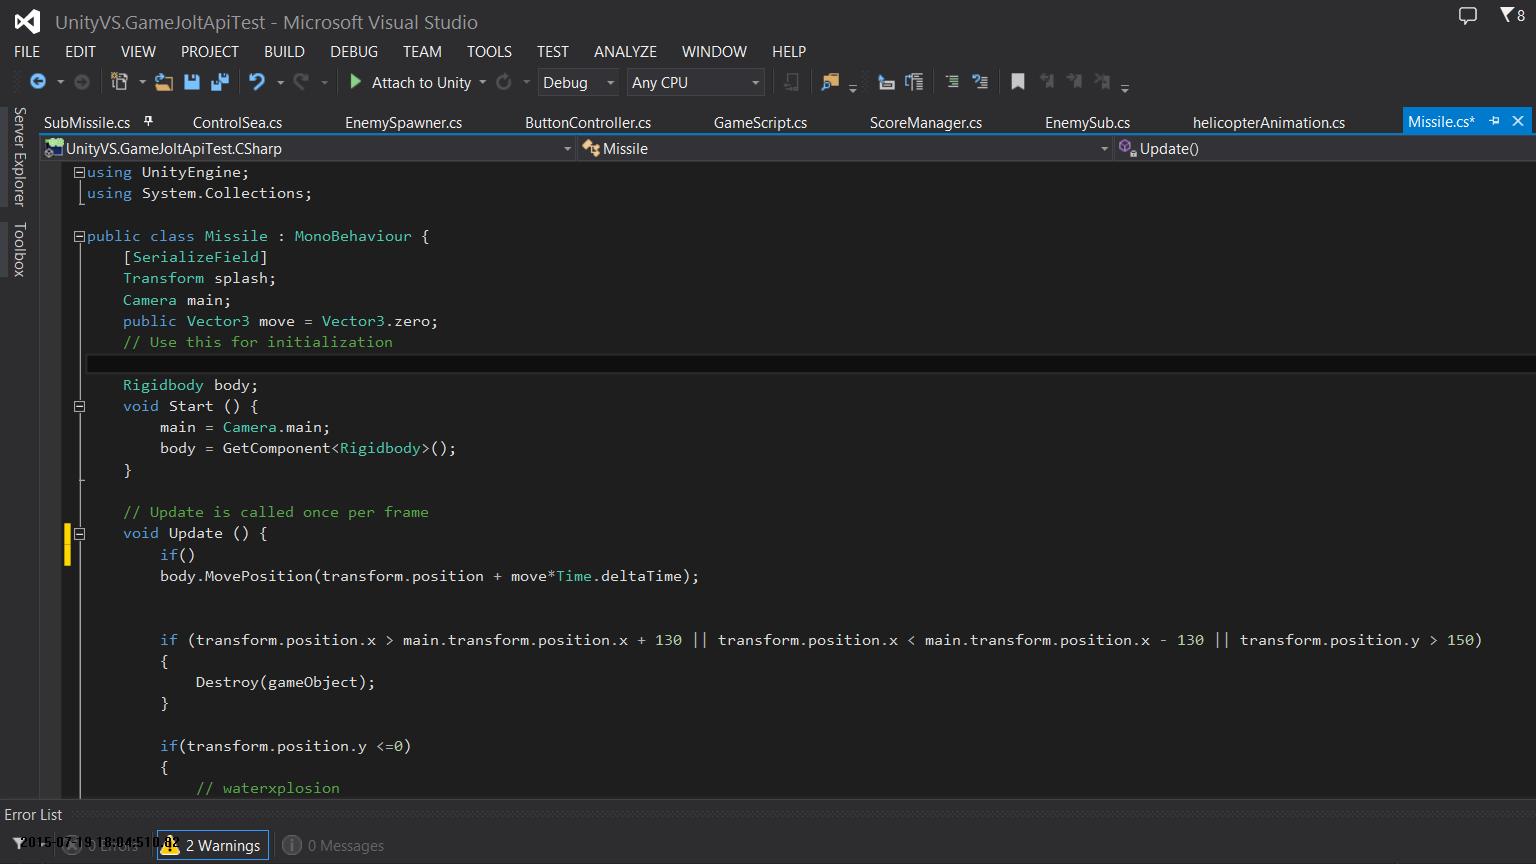 UnityVS.GameJoltApiTest - Microsoft Visual Studio 8
FILE EDIT VIEW PROJECT BUILD DEBUG TEAM TOOLS TEST ANALYZE WINDOW HELP
Attach to Unity Debug Any CPU
Server Explorer
Toolbox
SubMissile.cs ControlSea.cs EnemySpawner.cs ButtonController.cs GameScript.cs ScoreManager.cs EnemySub.cs helicopterAnimation.cs Missile.cs*
UnityVS.GameJoltApiTest.CSharp Missile Update()
using UnityEngine;
using System.Collections;
public class Missile : MonoBehaviour {
[SerializeField]
Transform splash;
Camera main;
public Vector3 move = Vector3.zero;
// Use this for initialization
Rigidbody body;
void Start () {
main = Camera.main;
body = GetComponent<Rigidbody>();
}
// Update is called once per frame
void Update () {
if()
body.MovePosition(transform.position + move*Time.deltaTime);
if (transform.position.x > main.transform.position.x + 130 || transform.position.x < main.transform.position.x - 130 || transform.position.y > 150)
{
Destroy(gameObject);
}
if(transform.position.y <=0)
{
// waterxplosion
Error List
0 Errors 2 Warnings 0 Messages